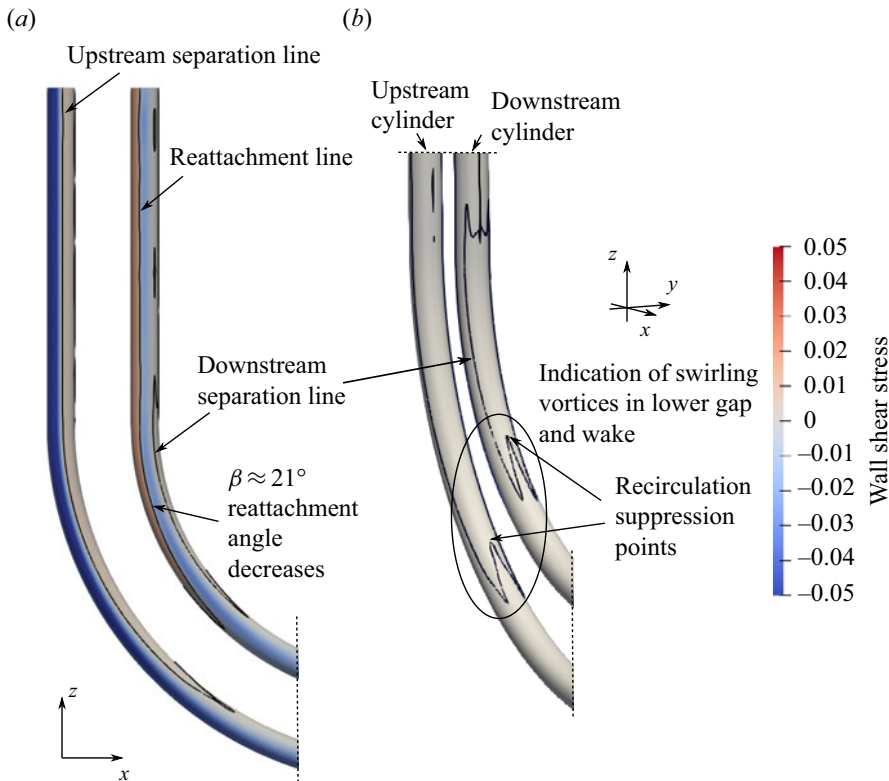 (a)
Upstream separation line
Reattachment line
Downstream
separation line
β ≈ 21°
reattachment
angle
decreases
z
x
(b)
Upstream
cylinder
Downstream
cylinder
z
y
x
Indication of swirling
vortices in lower gap
and wake
Recirculation
suppression
points
0.05
0.04
0.03
0.02
0.01
0
–0.01
–0.02
–0.03
–0.04
–0.05
Wall shear stress